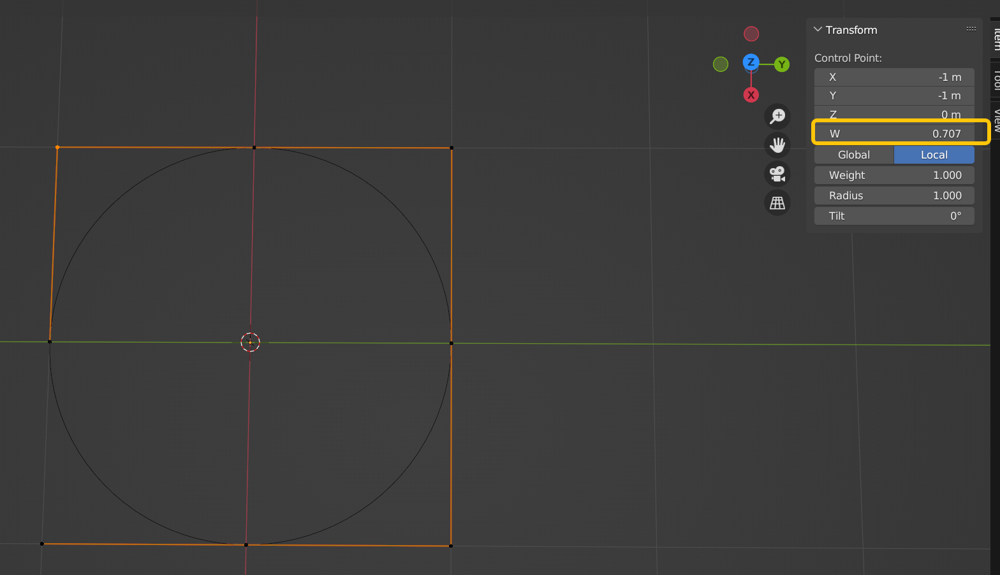 Transform
Control Point:
X -1 m
Y -1 m
Z 0 m
W 0.707
Global Local
Weight 1.000
Radius 1.000
Tilt 0°
Z
Y
X
Item
Tool
View